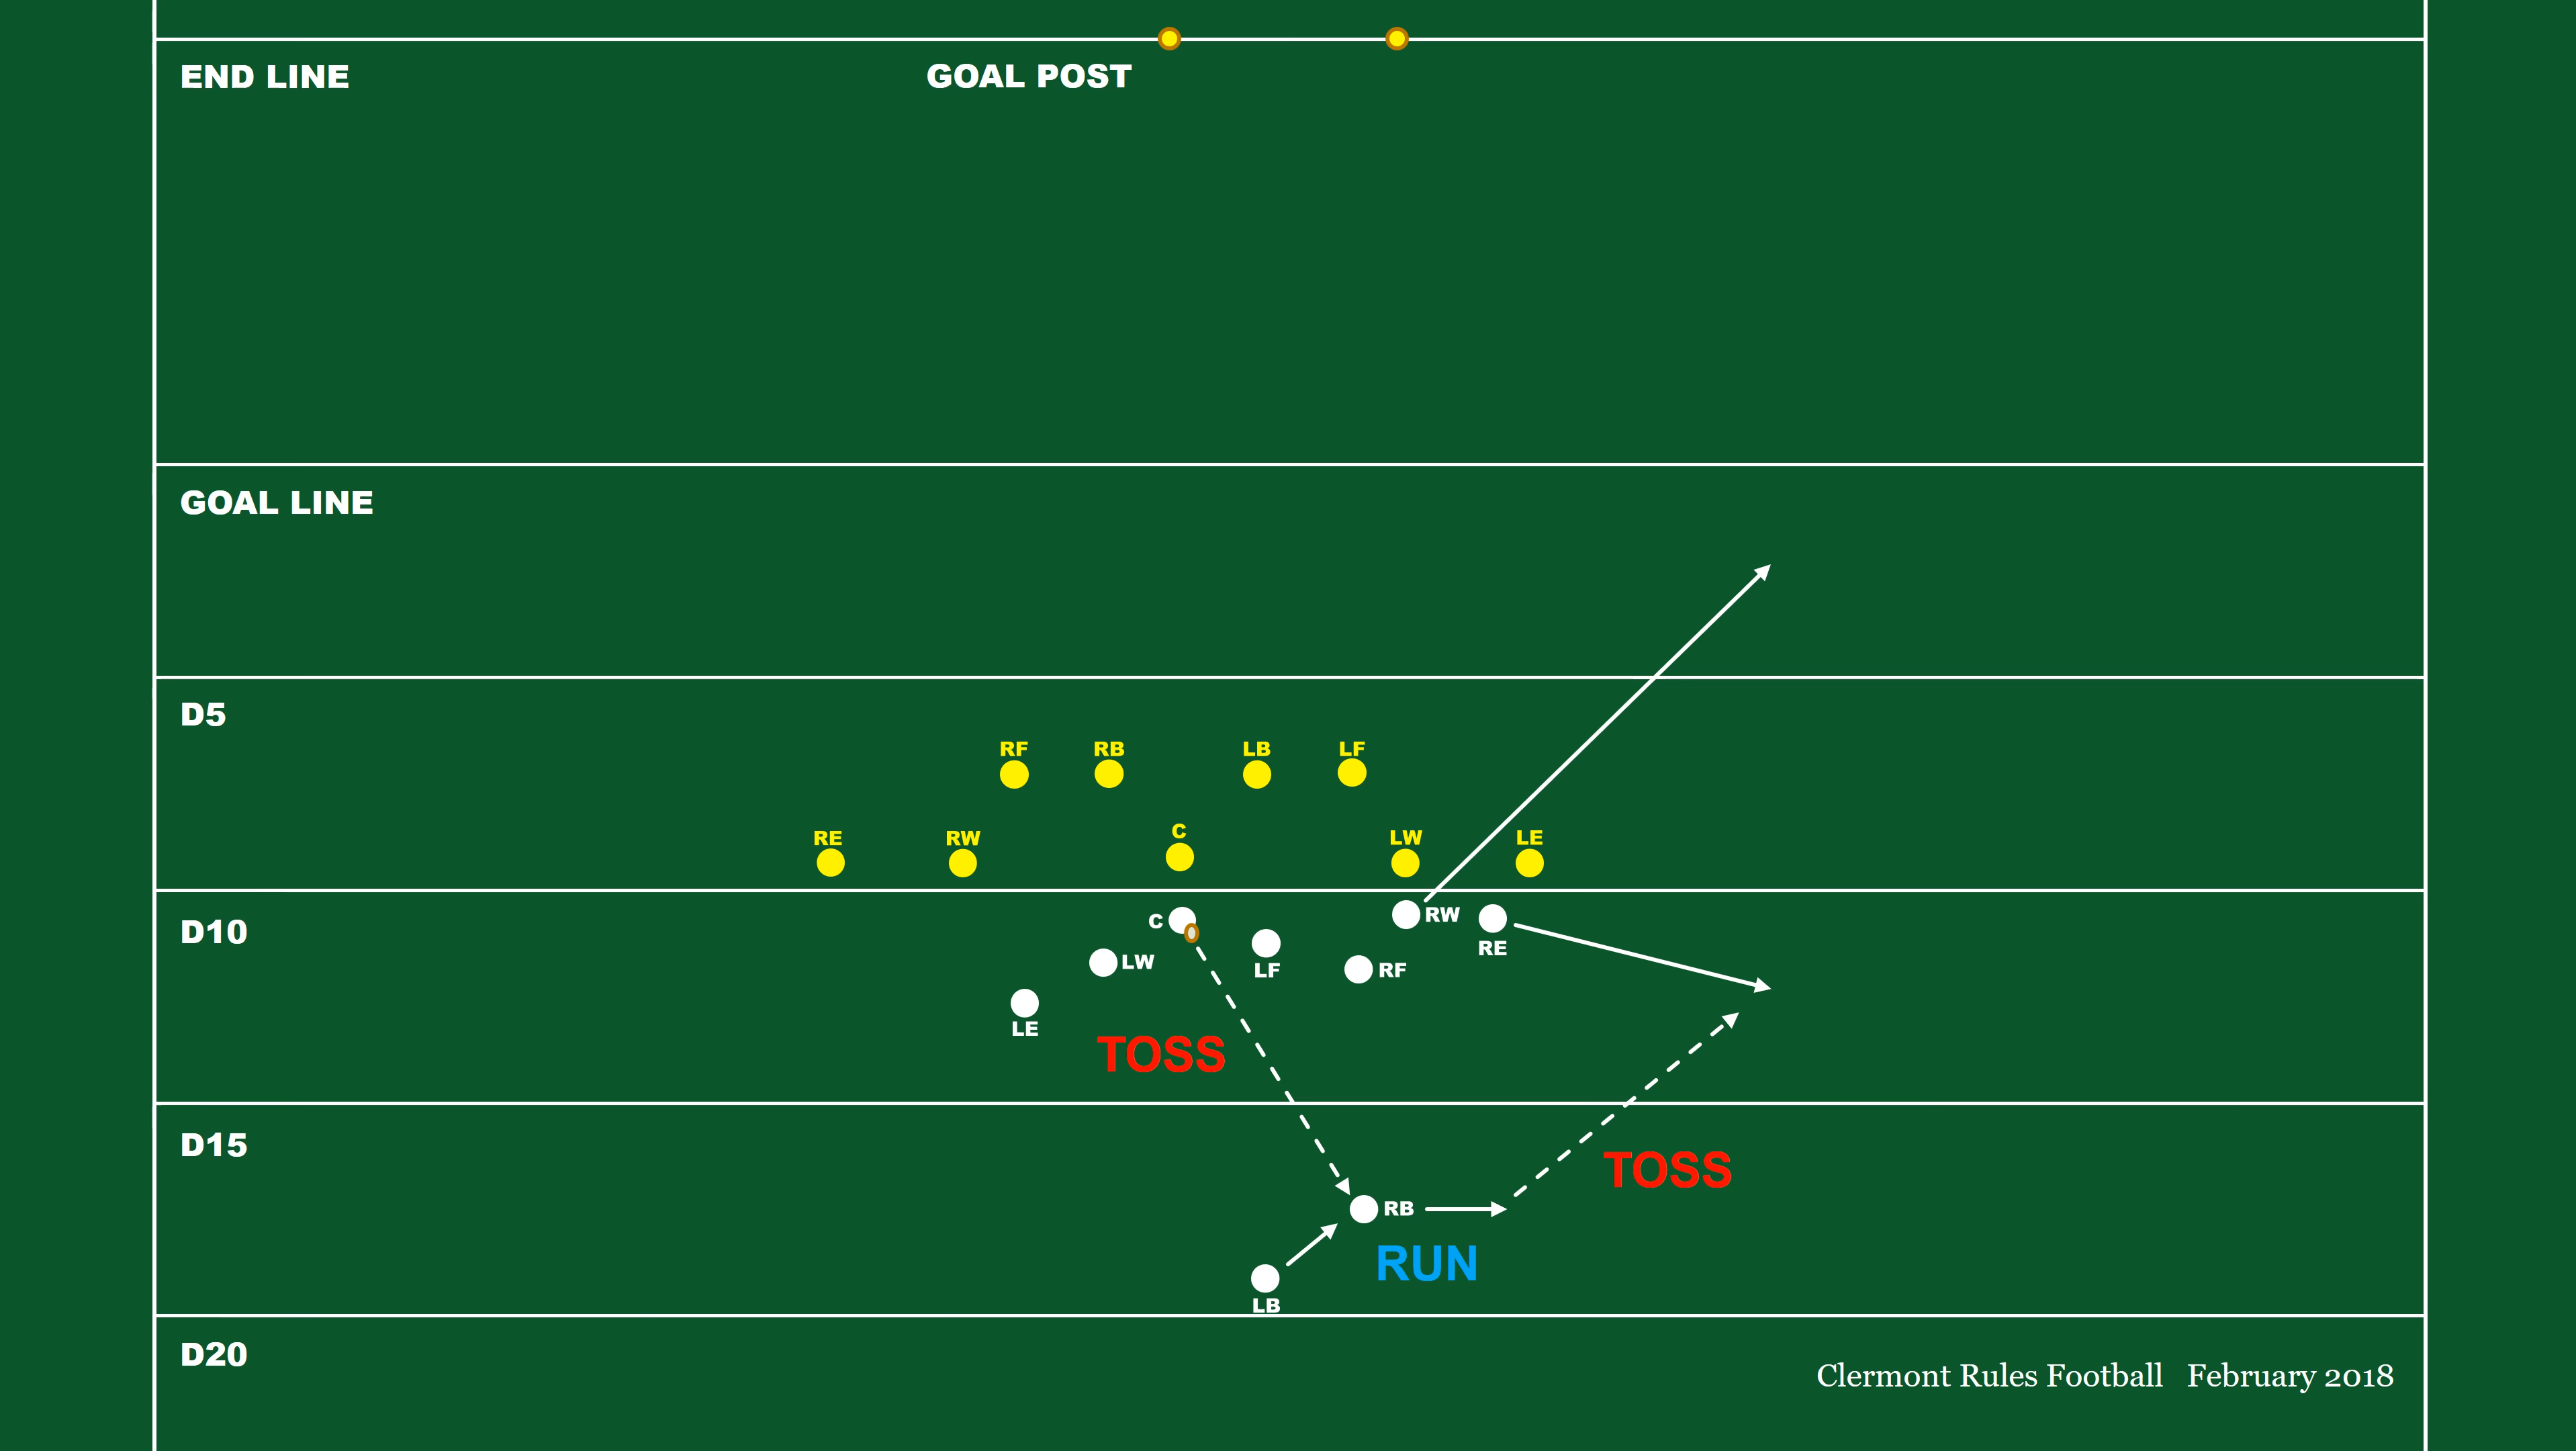 END LINE
GOAL POST
GOAL LINE
D5
RF RB LB LF
RE RW C LW LE
D10
C RW RE
LW LF RF
LE
TOSS
D15
TOSS
RB
RUN
LB
D20
Clermont Rules Football February 2018